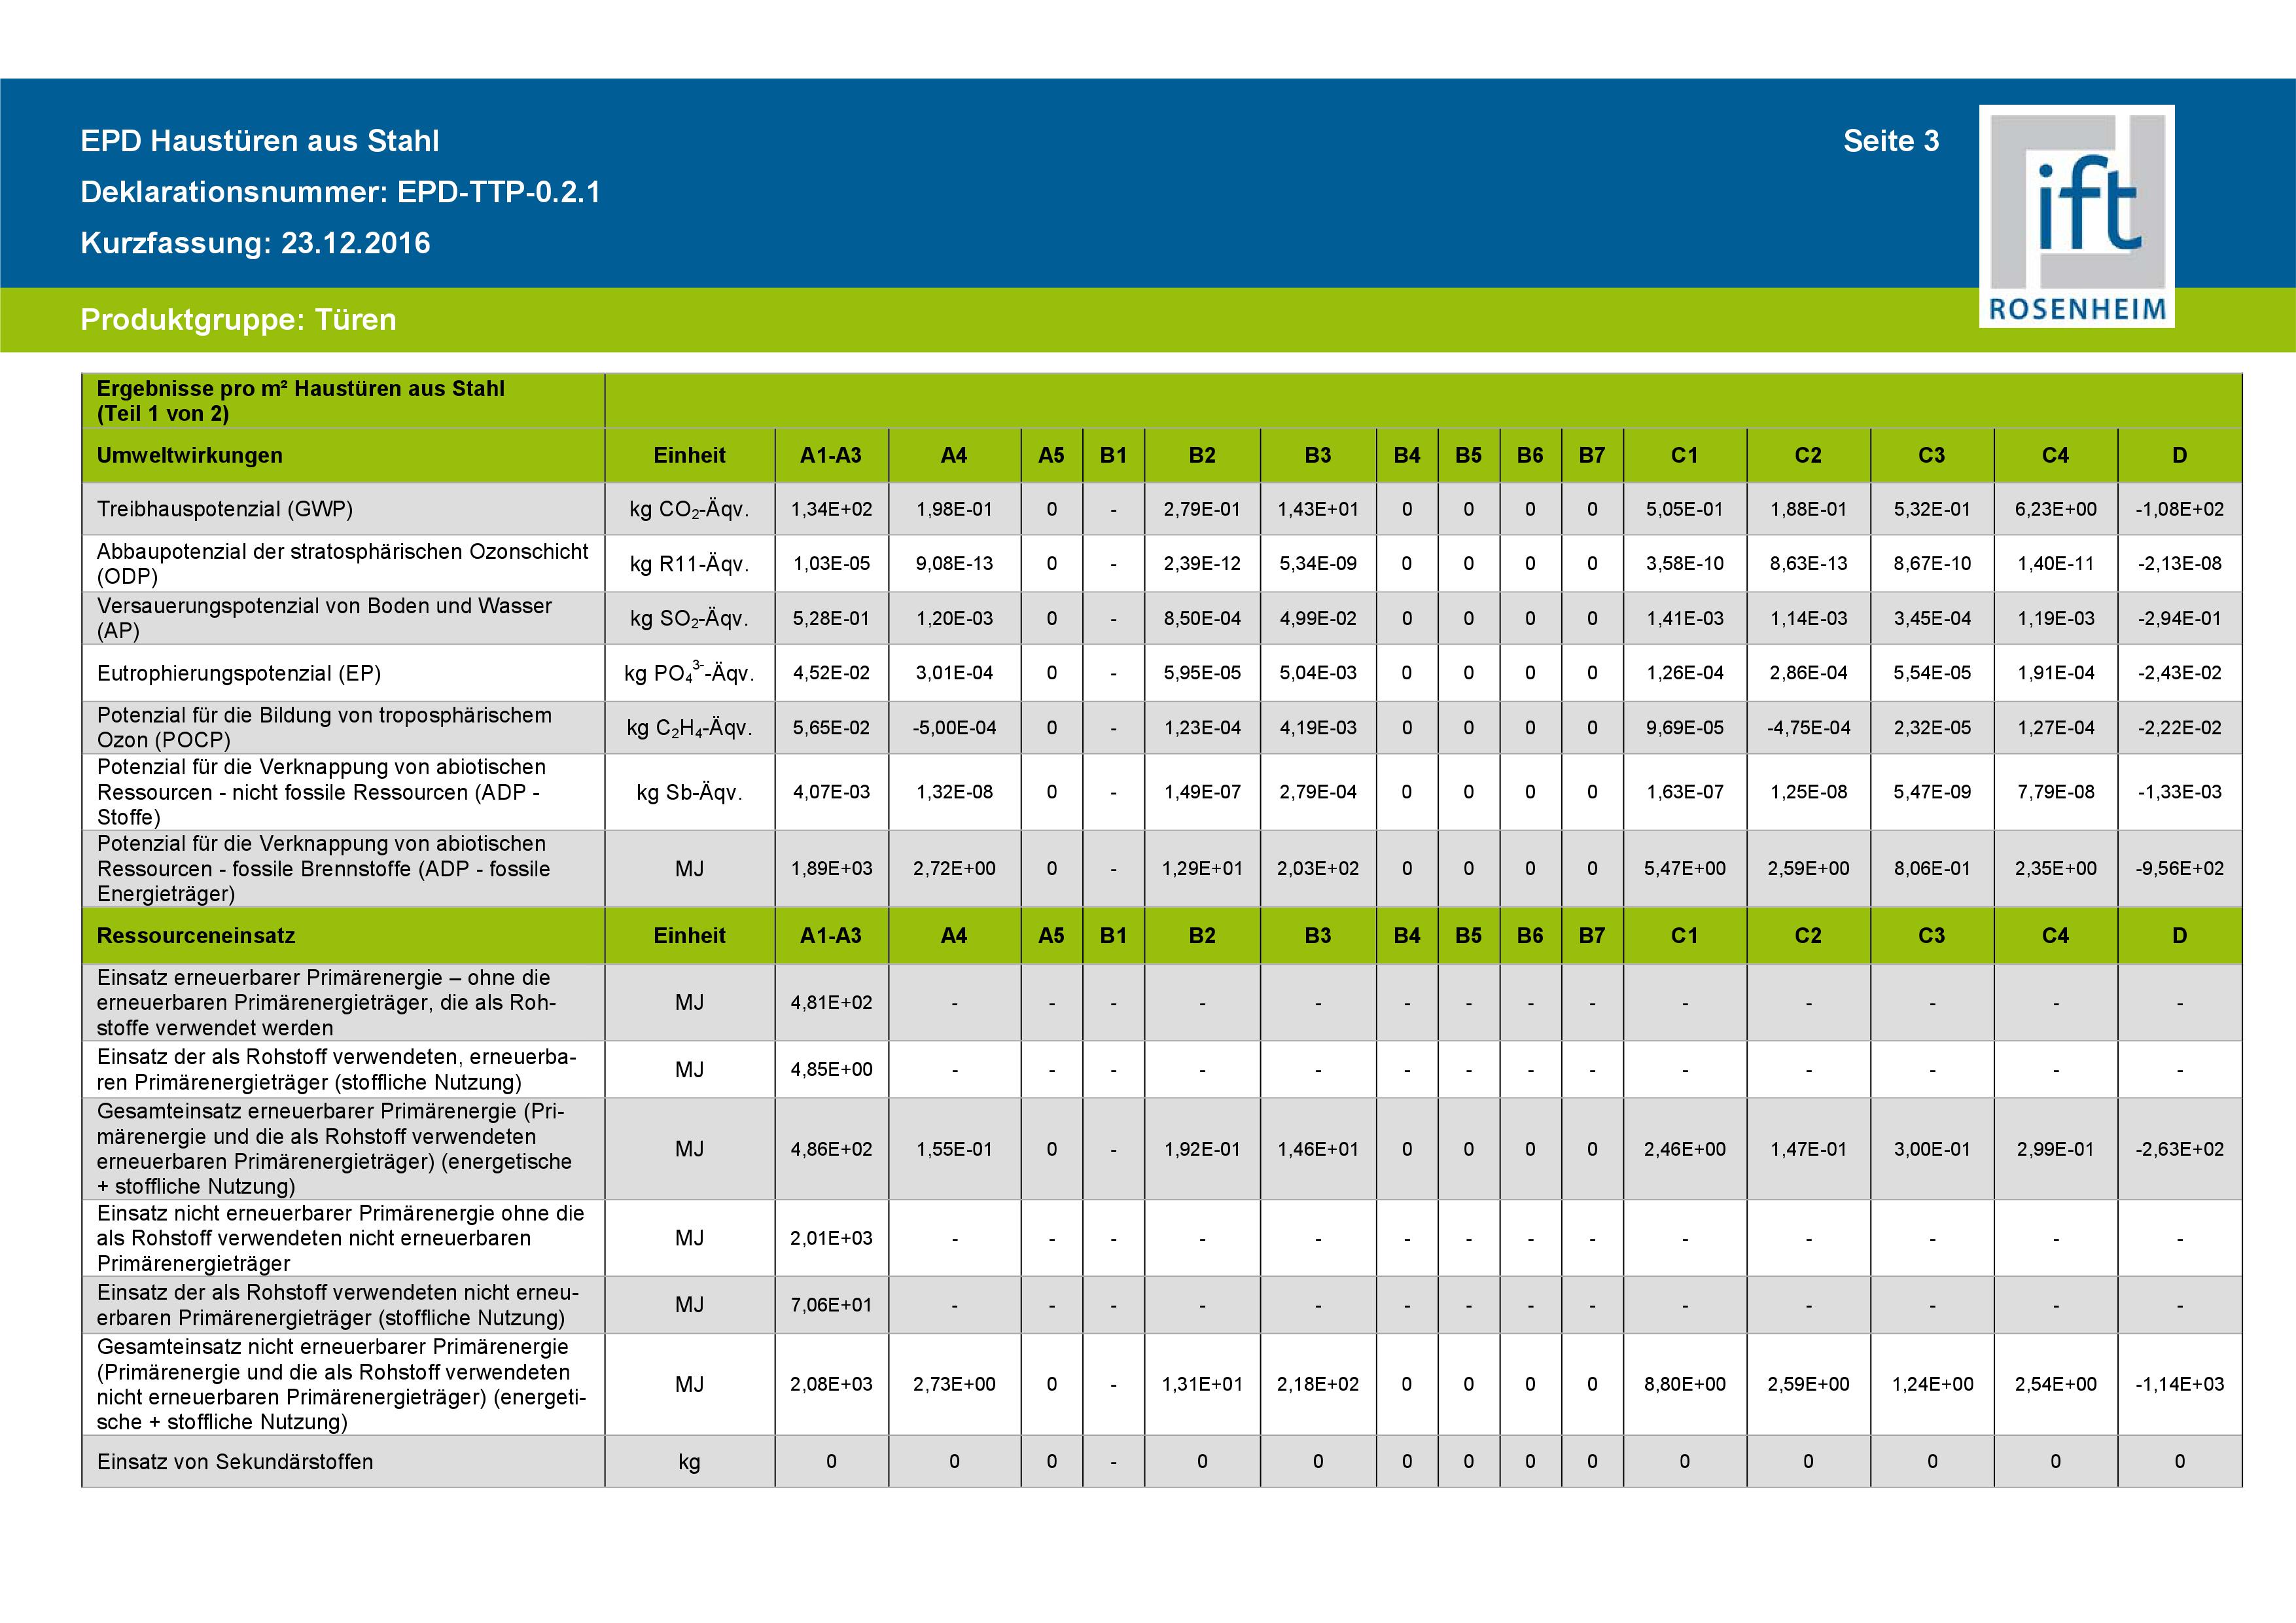 EPD Haustüren aus Stahl
Seite 3
Deklarationsnummer: EPD-TTP-0.2.1
Kurzfassung: 23.12.2016
ift
ROSENHEIM
Produktgruppe: Türen
Ergebnisse pro m² Haustüren aus Stahl
(Teil 1 von 2)
Umweltwirkungen Einheit A1-A3 A4 A5 B1 B2 B3 B4 B5 B6 B7 C1 C2 C3 C4 D
Treibhauspotenzial (GWP) kg CO₂-Äqv. 1,34E+02 1,98E-01 0 - 2,79E-01 1,43E+01 0 0 0 0 5,05E-01 1,88E-01 5,32E-01 6,23E+00 -1,08E+02
Abbaupotenzial der stratosphärischen Ozonschicht
(ODP) kg R11-Äqv. 1,03E-05 9,08E-13 0 - 2,39E-12 5,34E-09 0 0 0 0 3,58E-10 8,63E-13 8,67E-10 1,40E-11 -2,13E-08
Versauerungspotenzial von Boden und Wasser
(AP) kg SO₂-Äqv. 5,28E-01 1,20E-03 0 - 8,50E-04 4,99E-02 0 0 0 0 1,41E-03 1,14E-03 3,45E-04 1,19E-03 -2,94E-01
Eutrophierungspotenzial (EP) kg PO₄³⁻-Äqv. 4,52E-02 3,01E-04 0 - 5,95E-05 5,04E-03 0 0 0 0 1,26E-04 2,86E-04 5,54E-05 1,91E-04 -2,43E-02
Potenzial für die Bildung von troposphärischem
Ozon (POCP) kg C₂H₄-Äqv. 5,65E-02 -5,00E-04 0 - 1,23E-04 4,19E-03 0 0 0 0 9,69E-05 -4,75E-04 2,32E-05 1,27E-04 -2,22E-02
Potenzial für die Verknappung von abiotischen
Ressourcen - nicht fossile Ressourcen (ADP - kg Sb-Äqv. 4,07E-03 1,32E-08 0 - 1,49E-07 2,79E-04 0 0 0 0 1,63E-07 1,25E-08 5,47E-09 7,79E-08 -1,33E-03
Stoffe)
Potenzial für die Verknappung von abiotischen
Ressourcen - fossile Brennstoffe (ADP - fossile MJ 1,89E+03 2,72E+00 0 - 1,29E+01 2,03E+02 0 0 0 0 5,47E+00 2,59E+00 8,06E-01 2,35E+00 -9,56E+02
Energieträger)
Ressourceneinsatz Einheit A1-A3 A4 A5 B1 B2 B3 B4 B5 B6 B7 C1 C2 C3 C4 D
Einsatz erneuerbarer Primärenergie – ohne die
erneuerbaren Primärenergieträger, die als Roh- MJ 4,81E+02 - - - - - - - - - - - - - -
stoffe verwendet werden
Einsatz der als Rohstoff verwendeten, erneuerba-
ren Primärenergieträger (stoffliche Nutzung) MJ 4,85E+00 - - - - - - - - - - - - - -
Gesamteinsatz erneuerbarer Primärenergie (Pri-
märenergie und die als Rohstoff verwendeten MJ 4,86E+02 1,55E-01 0 - 1,92E-01 1,46E+01 0 0 0 0 2,46E+00 1,47E-01 3,00E-01 2,99E-01 -2,63E+02
erneuerbaren Primärenergieträger) (energetische
+ stoffliche Nutzung)
Einsatz nicht erneuerbarer Primärenergie ohne die
als Rohstoff verwendeten nicht erneuerbaren MJ 2,01E+03 - - - - - - - - - - - - - -
Primärenergieträger
Einsatz der als Rohstoff verwendeten nicht erneu-
erbaren Primärenergieträger (stoffliche Nutzung) MJ 7,06E+01 - - - - - - - - - - - - - -
Gesamteinsatz nicht erneuerbarer Primärenergie
(Primärenergie und die als Rohstoff verwendeten MJ 2,08E+03 2,73E+00 0 - 1,31E+01 2,18E+02 0 0 0 0 8,80E+00 2,59E+00 1,24E+00 2,54E+00 -1,14E+03
nicht erneuerbaren Primärenergieträger) (energeti-
sche + stoffliche Nutzung)
Einsatz von Sekundärstoffen kg 0 0 0 - 0 0 0 0 0 0 0 0 0 0 0